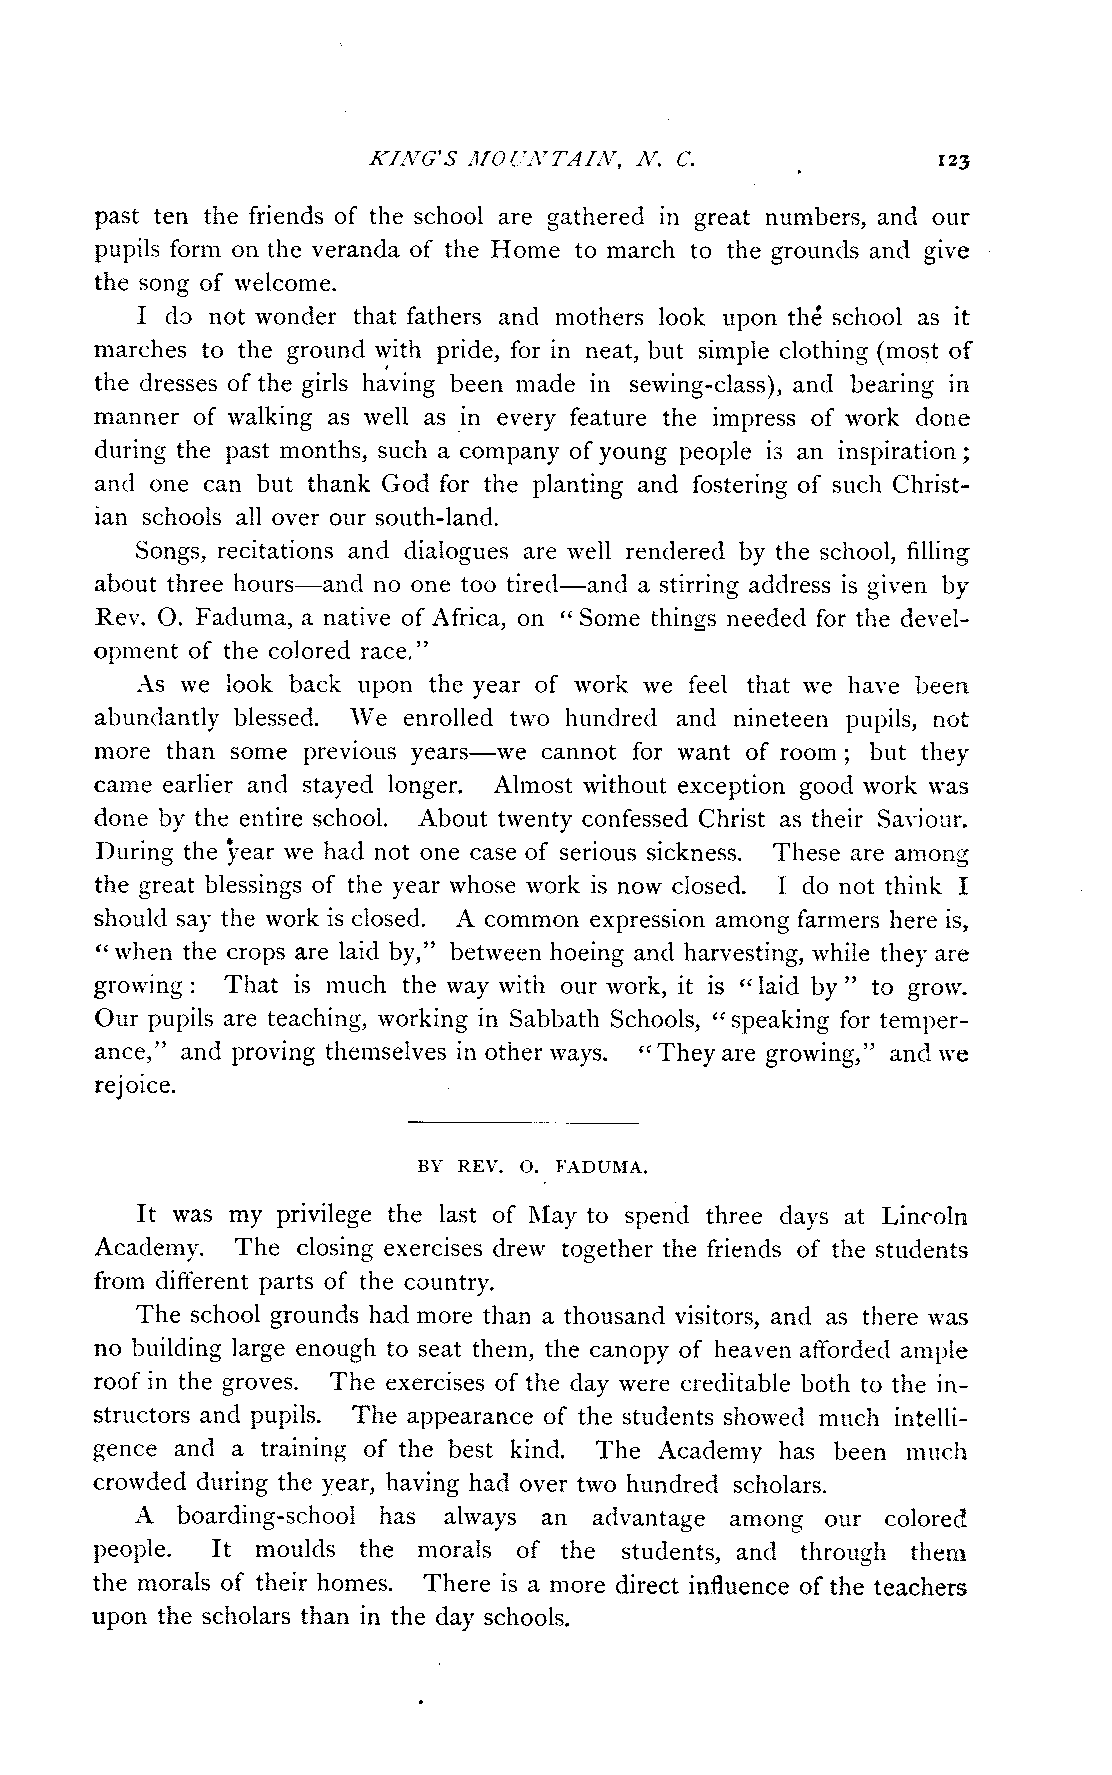 KING'S MOUNTAIN, N. C. 123
past ten the friends of the school are gathered in great numbers, and our
pupils form on the veranda of the Home to march to the grounds and give
the song of welcome.
I do not wonder that fathers and mothers look upon the school as it
marches to the ground with pride, for in neat, but simple clothing (most of
the dresses of the girls having been made in sewing-class), and bearing in
manner of walking as well as in every feature the impress of work done
during the past months, such a company of young people is an inspiration;
and one can but thank God for the planting and fostering of such Christ-
ian schools all over our south-land.
Songs, recitations and dialogues are well rendered by the school, filling
about three hours—and no one too tired—and a stirring address is given by
Rev. O. Faduma, a native of Africa, on "Some things needed for the devel-
opment of the colored race."
As we look back upon the year of work we feel that we have been
abundantly blessed. We enrolled two hundred and nineteen pupils, not
more than some previous years—we cannot for want of room; but they
came earlier and stayed longer. Almost without exception good work was
done by the entire school. About twenty confessed Christ as their Saviour.
During the year we had not one case of serious sickness. These are among
the great blessings of the year whose work is now closed. I do not think I
should say the work is closed. A common expression among farmers here is,
"when the crops are laid by," between hoeing and harvesting, while they are
growing: That is much the way with our work, it is "laid by" to grow.
Our pupils are teaching, working in Sabbath Schools, "speaking for temper-
ance," and proving themselves in other ways. "They are growing," and we
rejoice.
BY REV. O. FADUMA.
It was my privilege the last of May to spend three days at Lincoln
Academy. The closing exercises drew together the friends of the students
from different parts of the country.
The school grounds had more than a thousand visitors, and as there was
no building large enough to seat them, the canopy of heaven afforded ample
roof in the groves. The exercises of the day were creditable both to the in-
structors and pupils. The appearance of the students showed much intelli-
gence and a training of the best kind. The Academy has been much
crowded during the year, having had over two hundred scholars.
A boarding-school has always an advantage among our colored
people. It moulds the morals of the students, and through them
the morals of their homes. There is a more direct influence of the teachers
upon the scholars than in the day schools.